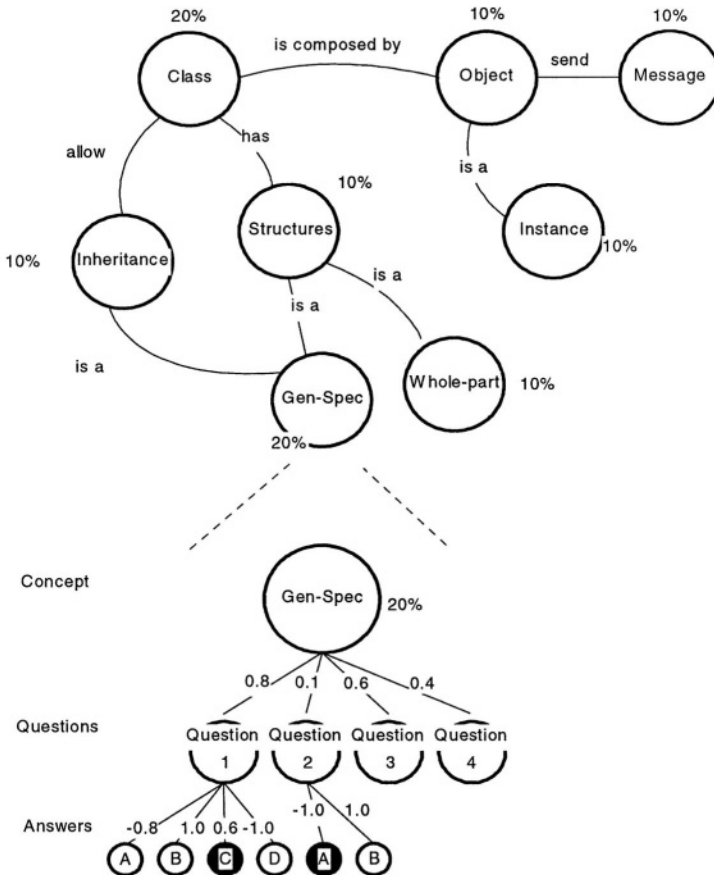 20%
10%
10%
is composed by
Class
Object
send
Message
allow
has
is a
10%
10%
Inheritance
Structures
Instance
10%
is a
is a
is a
Gen-Spec
Whole-part
10%
20%
Concept
Gen-Spec
20%
0.8
0.1
0.6
0.4
Questions
Question
1
Question
2
Question
3
Question
4
Answers
-0.8
1.0
0.6
-1.0
-1.0
1.0
A
B
C
D
A
B